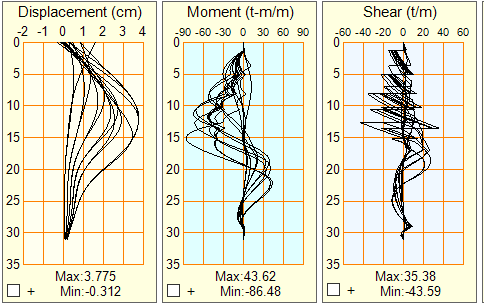 Displacement (cm)
-2 -1 0 1 2 3 4
0
5
10
15
20
25
30
35
Max:3.775
+ Min:-0.312
Moment (t-m/m)
-90 -60 -30 0 30 60 90
0
5
10
15
20
25
30
35
Max:43.62
+ Min:-86.48
Shear (t/m)
-60 -40 -20 0 20 40 60
0
5
10
15
20
25
30
35
Max:35.38
+ Min:-43.59